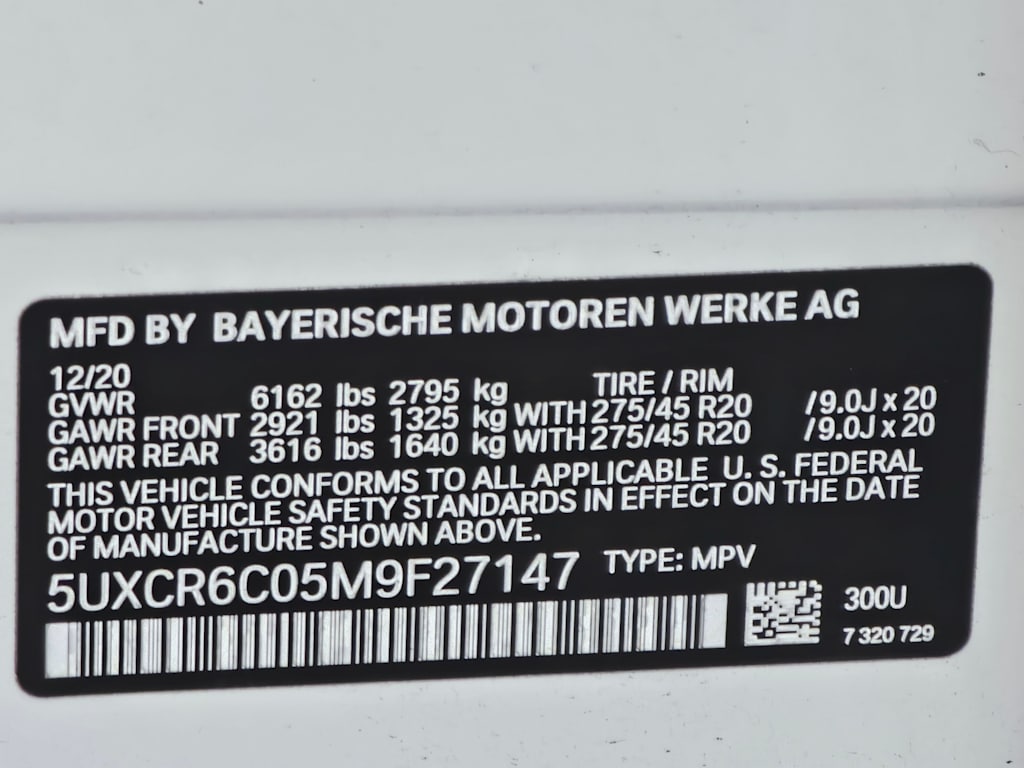 MFD BY BAYERISCHE MOTOREN WERKE AG
12/20
GVWR 6162 lbs 2795 kg TIRE / RIM
GAWR FRONT 2921 lbs 1325 kg WITH 275/45 R20 /9.0J x 20
GAWR REAR 3616 lbs 1640 kg WITH 275/45 R20 /9.0J x 20
THIS VEHICLE CONFORMS TO ALL APPLICABLE U. S. FEDERAL
MOTOR VEHICLE SAFETY STANDARDS IN EFFECT ON THE DATE
OF MANUFACTURE SHOWN ABOVE.
5UXCR6C05M9F27147 TYPE: MPV
300U
7 320 729